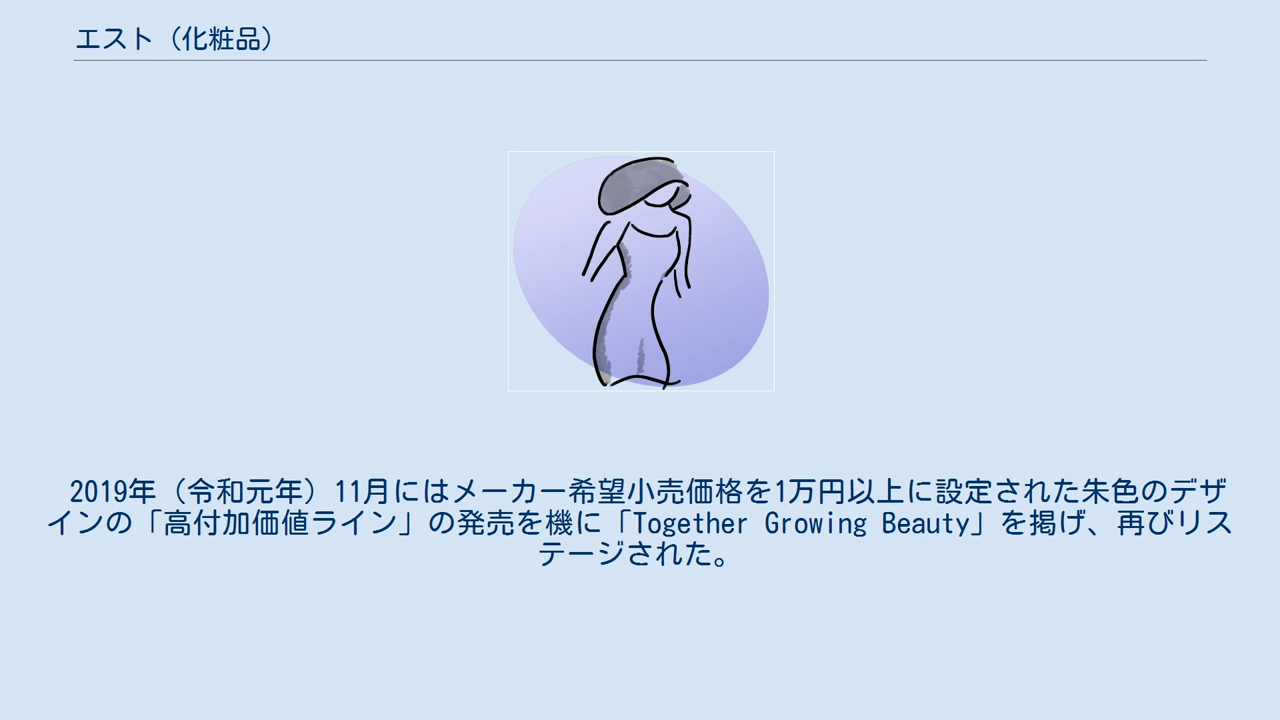 エスト（化粧品）
2019年（令和元年）11月にはメーカー希望小売価格を1万円以上に設定された朱色のデザ
インの「高付加価値ライン」の発売を機に「Together Growing Beauty」を掲げ、再びリス
テージされた。